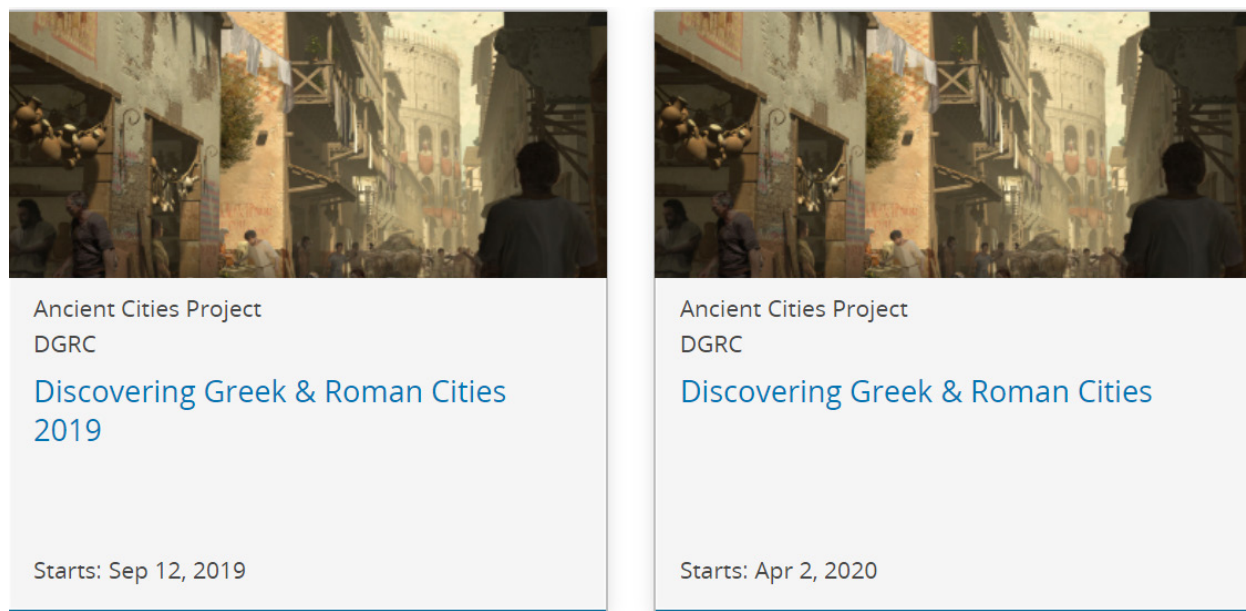 Ancient Cities Project
DGRC
Discovering Greek & Roman Cities
2019
Starts: Sep 12, 2019
Ancient Cities Project
DGRC
Discovering Greek & Roman Cities
Starts: Apr 2, 2020